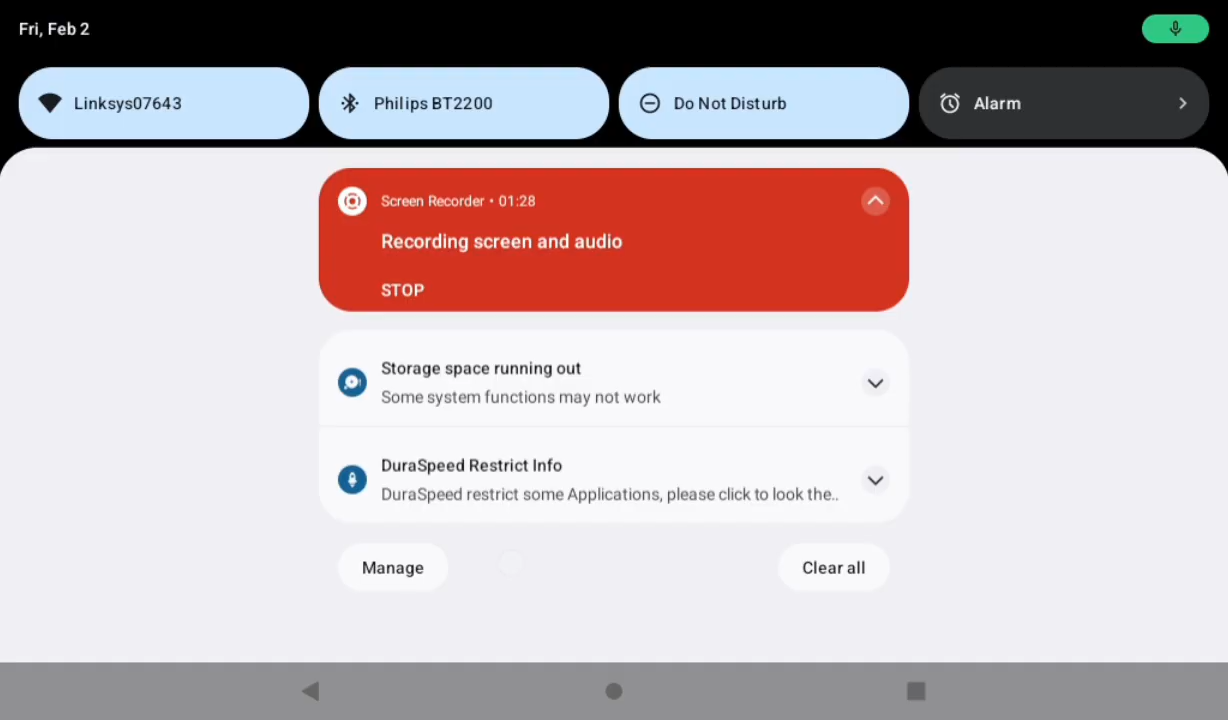 Fri, Feb 2
Linksys07643
Philips BT2200
Do Not Disturb
Alarm
Screen Recorder • 01:28
Recording screen and audio
STOP
Storage space running out
Some system functions may not work
DuraSpeed Restrict Info
DuraSpeed restrict some Applications, please click to look the..
Manage
Clear all